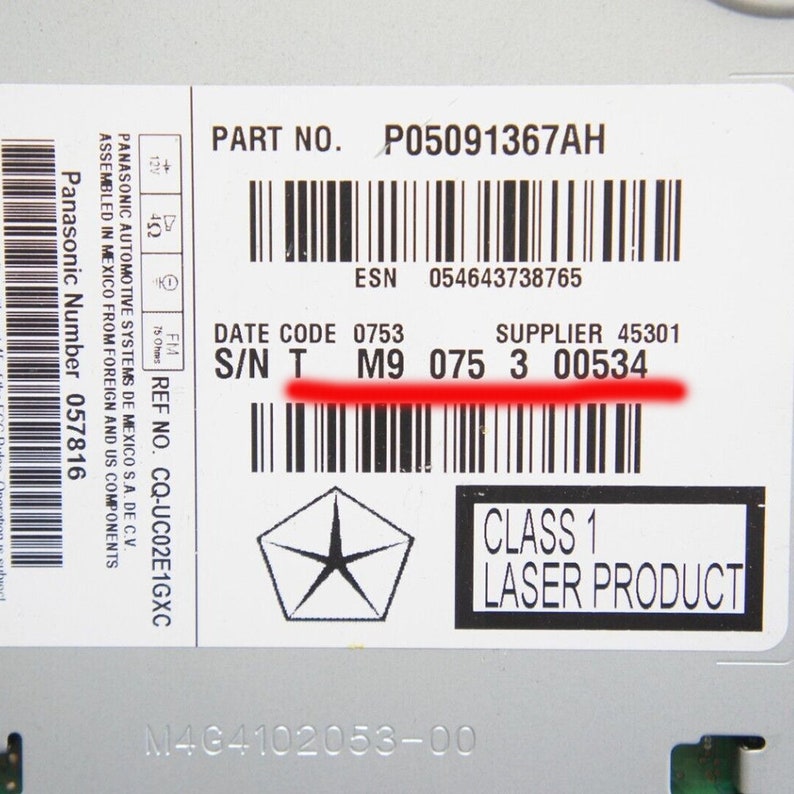 PART NO. P05091367AH
ESN 054643738765
DATE CODE 0753 SUPPLIER 45301
S/N T M9 075 3 00534
CLASS 1
LASER PRODUCT
12V
4Ω
FM
75 Ohms
REF NO. CQ-UC02E1GXC
PANASONIC AUTOMOTIVE SYSTEMS DE MEXICO S.A. DE C.V.
ASSEMBLED IN MEXICO FROM FOREIGN AND US COMPONENTS
Panasonic Number 057816
M4G4102053-00